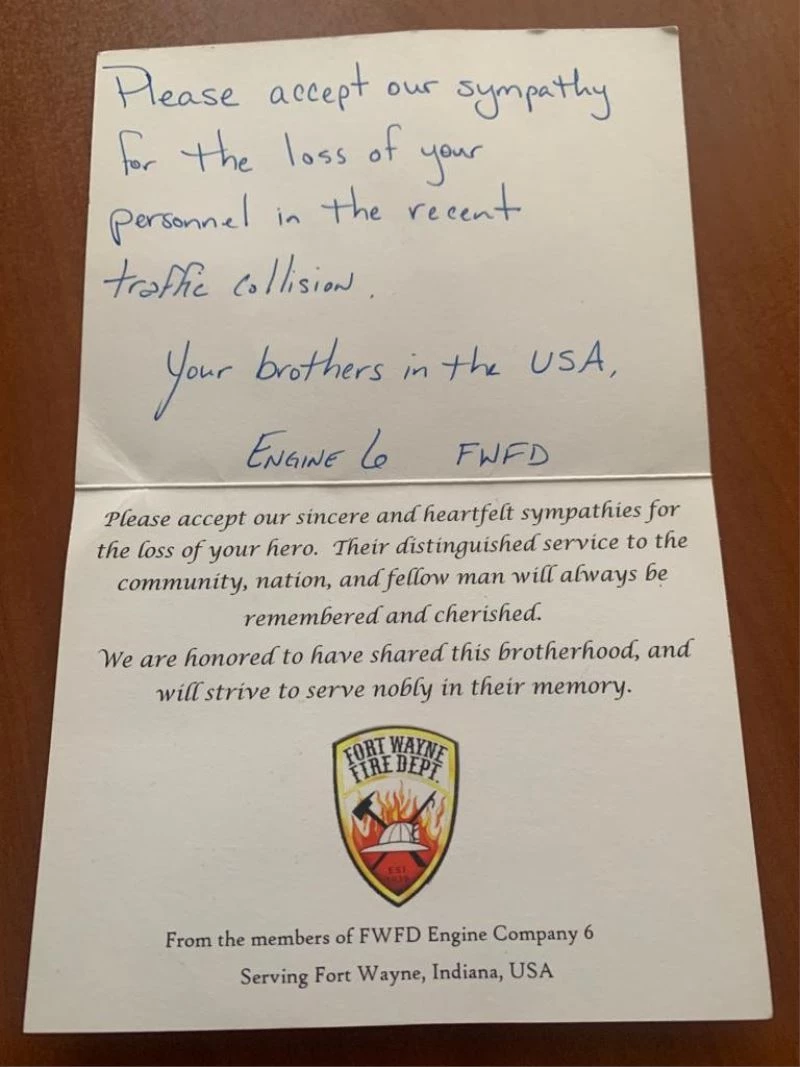 Please accept our sympathy
for the loss of your
personnel in the recent
traffic collision.
Your brothers in the USA,
ENGINE 6 FWFD
Please accept our sincere and heartfelt sympathies for
the loss of your hero. Their distinguished service to the
community, nation, and fellow man will always be
remembered and cherished.
We are honored to have shared this brotherhood, and
will strive to serve nobly in their memory.
FORT WAYNE
FIRE DEPT.
EST.
From the members of FWFD Engine Company 6
Serving Fort Wayne, Indiana, USA